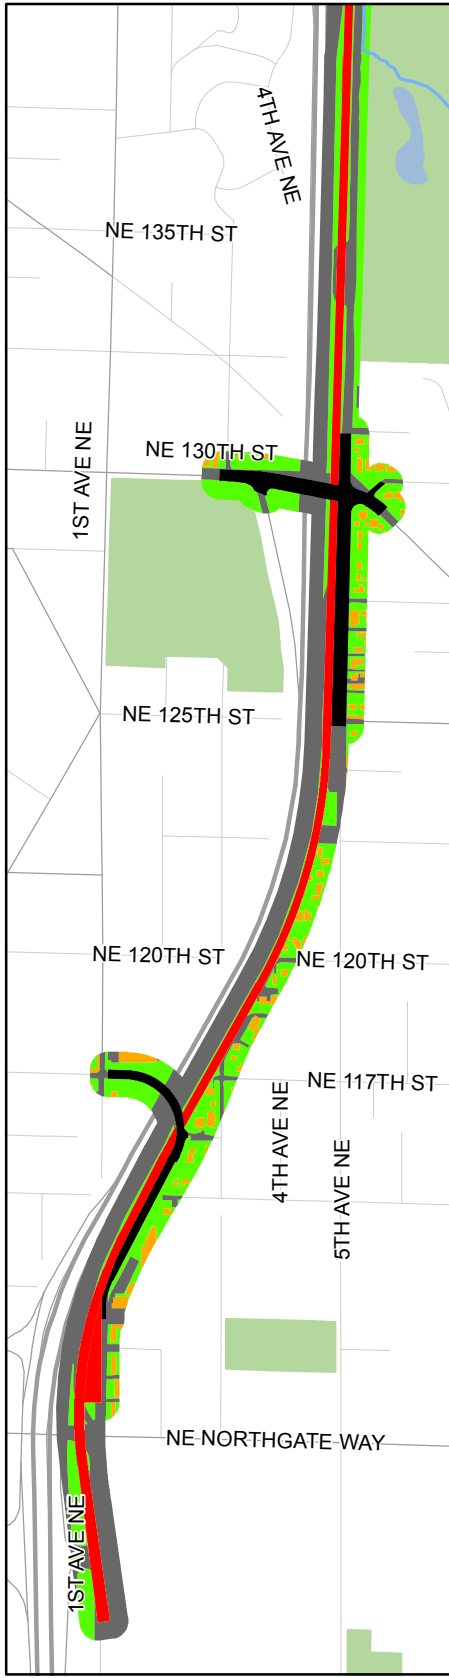 4TH AVE NE
NE 135TH ST
1ST AVE NE
NE 130TH ST
NE 125TH ST
NE 120TH ST
NE 120TH ST
NE 117TH ST
4TH AVE NE
5TH AVE NE
NE NORTHGATE WAY
1ST AVE NE